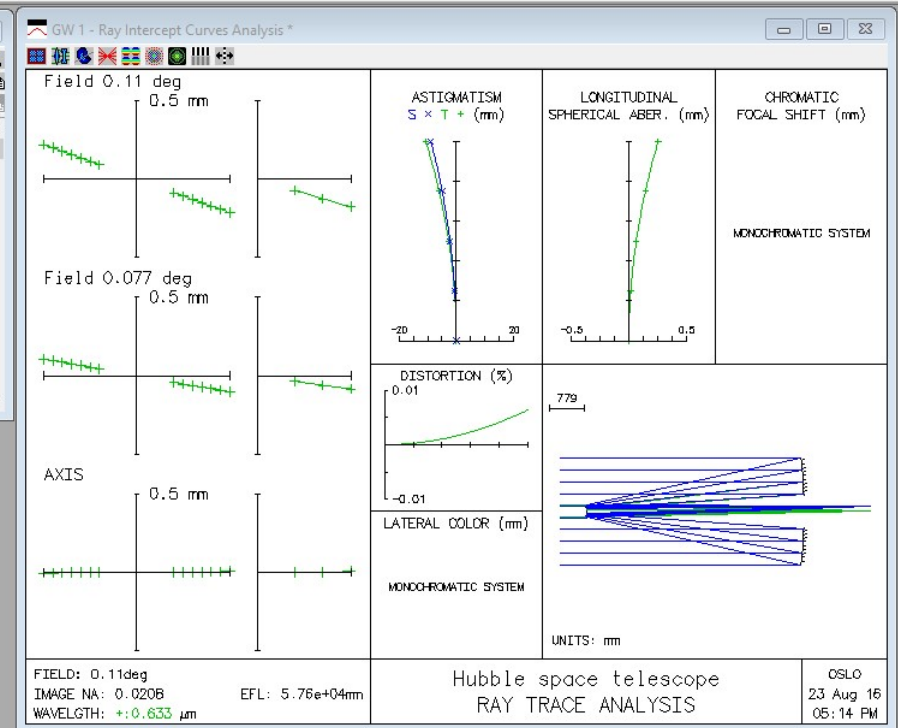 GW 1 - Ray Intercept Curves Analysis *
Field 0.11 deg
0.5 mm
Field 0.077 deg
0.5 mm
AXIS
0.5 mm
ASTIGMATISM
S × T + (mm)
-20
20
LONGITUDINAL
SPHERICAL ABER. (mm)
-0.5
0.5
CHROMATIC
FOCAL SHIFT (mm)
MONOCHROMATIC SYSTEM
DISTORTION (%)
0.01
-0.01
LATERAL COLOR (mm)
MONOCHROMATIC SYSTEM
779
UNITS: mm
FIELD: 0.11deg
IMAGE NA: 0.0208
EFL: 5.76e+04mm
WAVELGTH: +:0.633 µm
Hubble space telescope
RAY TRACE ANALYSIS
OSLO
23 Aug 16
05:14 PM